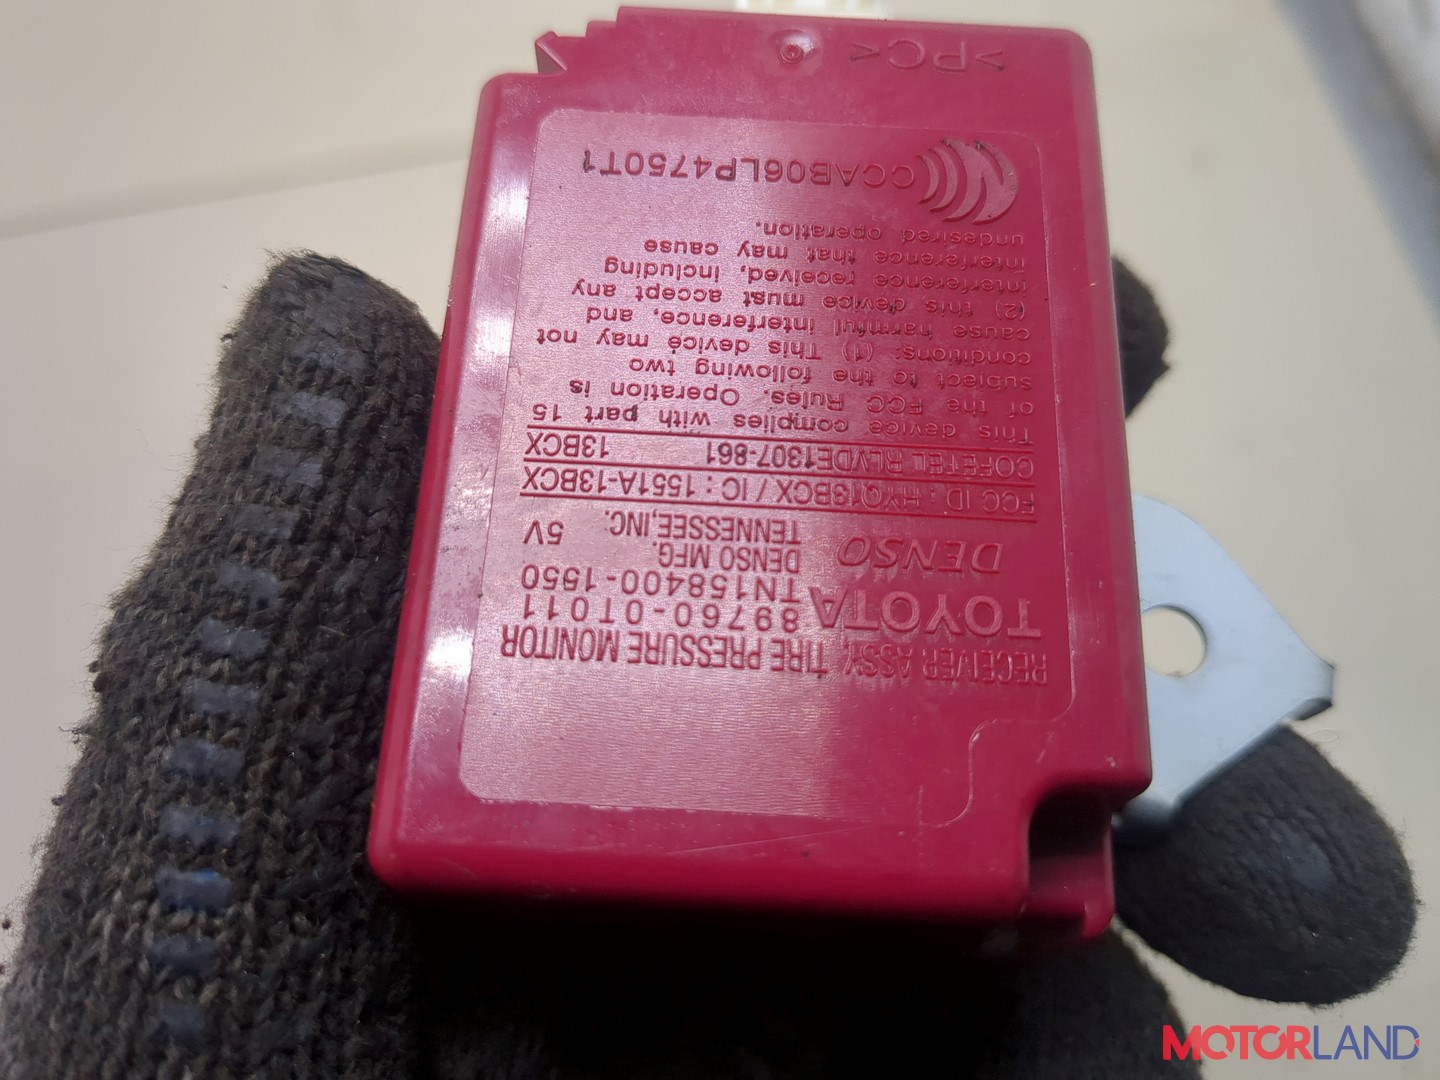 RECEIVER ASSY, TIRE PRESSURE MONITOR
TOYOTA 89760-0T011
TN158400-1550
DENSO DENSO MFG. TENNESSEE,INC. 5V
FCC ID : HYQ13BCX / IC : 1551A-13BCX
COFETEL RLVDE1307-861 13BCX
This device complies with part 15
of the FCC Rules. Operation is
subject to the following two
conditions: (1) This device may not
cause harmful interference, and
(2) this device must accept any
interference received, including
interference that may cause
undesired operation.
CCAB06LP4750T1
>PC<
MOTORLAND